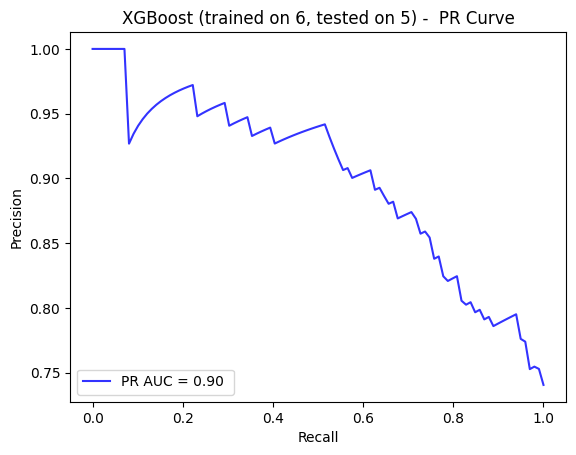 XGBoost (trained on 6, tested on 5) -  PR Curve
1.00
0.95
0.90
0.85
0.80
0.75
Precision
PR AUC = 0.90
0.0 0.2 0.4 0.6 0.8 1.0
Recall